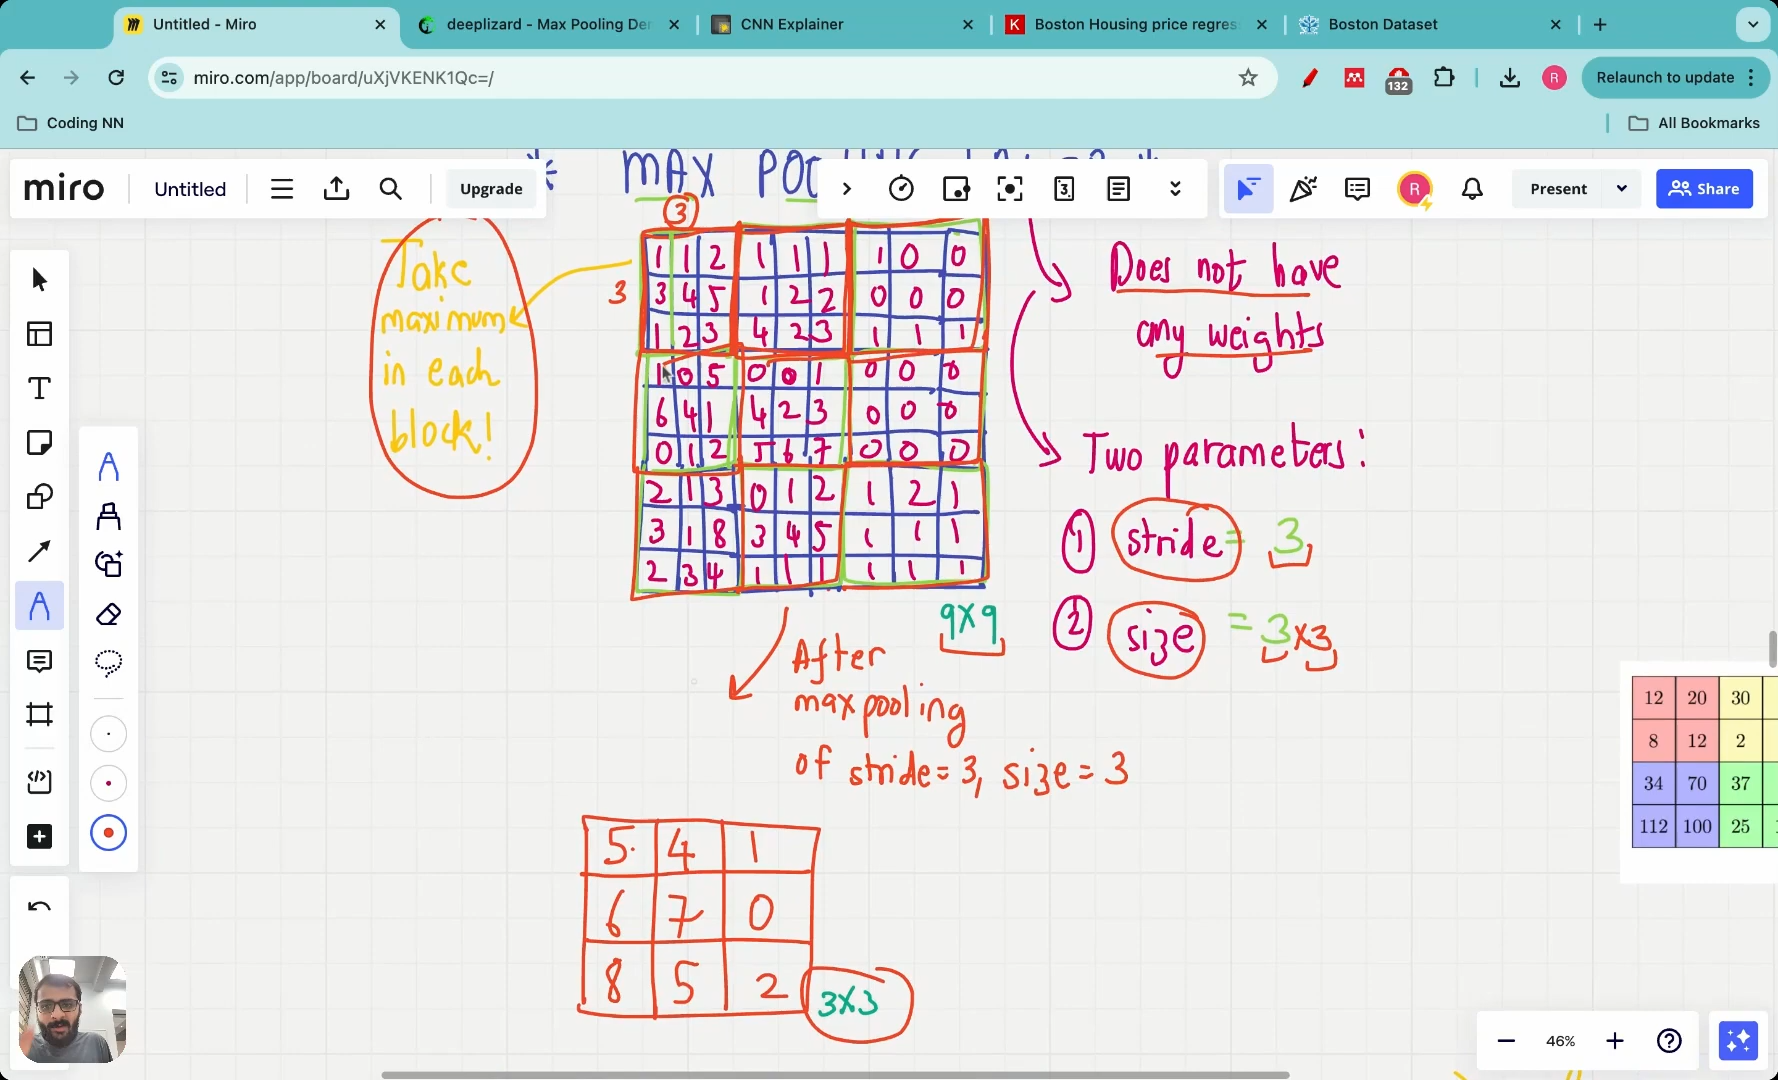 Untitled - Miro
deeplizard - Max Pooling De
CNN Explainer
K
Boston Housing price regres
Boston Dataset
miro.com/app/board/uXjVKENK1Qc=/
132
R
Relaunch to update
Coding NN
All Bookmarks
miro
Untitled
Upgrade
3
R
Present
Share
* MAX
3
Take
maximum
in each
block!
3
1 1 2 1 1 1 1 0 0
3 4 5 1 2 2 0 0 0
1 2 3 4 2 3 1 1 1
1 0 5 0 0 1 0 0 0
6 4 1 4 2 3 0 0 0
0 1 2 5 6 7 0 0 0
2 1 3 0 1 2 1 2 1
3 1 8 3 4 5 1 1 1
2 3 4 1 1 1 1 1 1
9x9
Does not have
any weights
Two parameters:
1 stride = 3
2 size = 3x3
After
maxpooling
of stride=3, size=3
5 4 1
6 7 0
8 5 2
3x3
12 20 30
8 12 2
34 70 37
112 100 25
46%